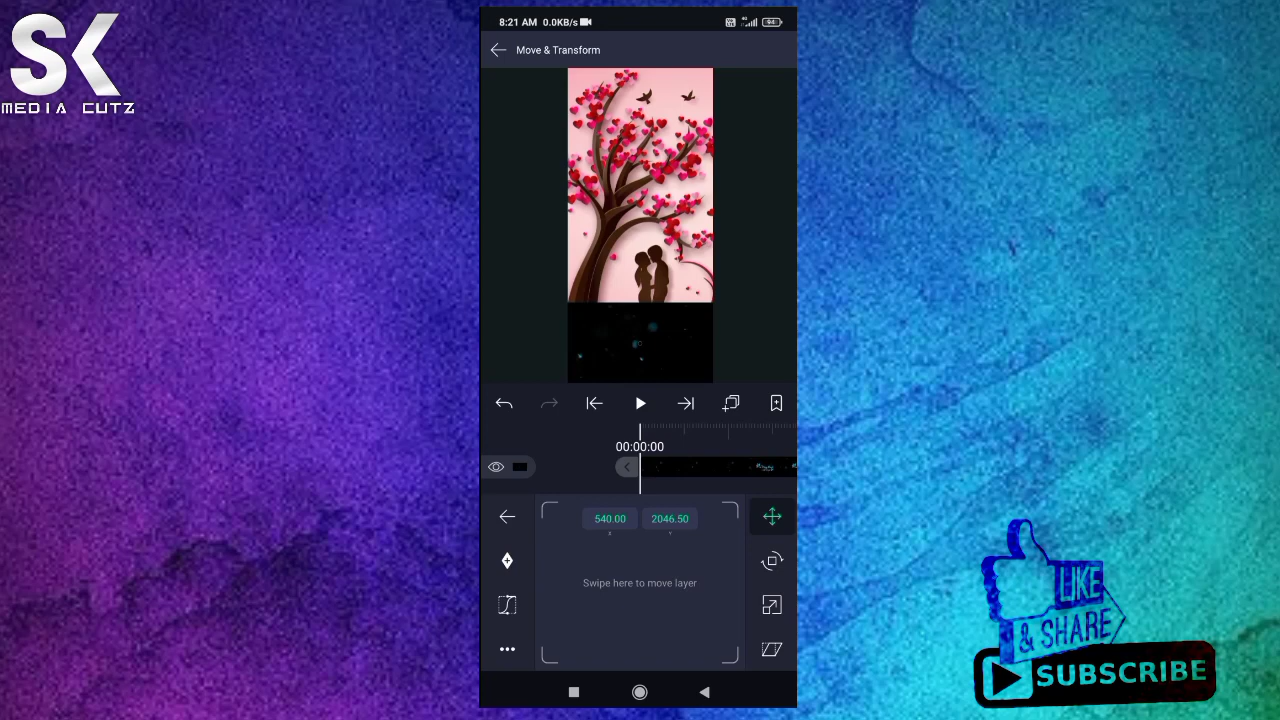 SK
MEDIA CUTZ
8:21 AM 0.0KB/s
94
Move & Transform
00:00:00
540.00 2046.50
X Y
Swipe here to move layer
LIKE
& SHARE
SUBSCRIBE